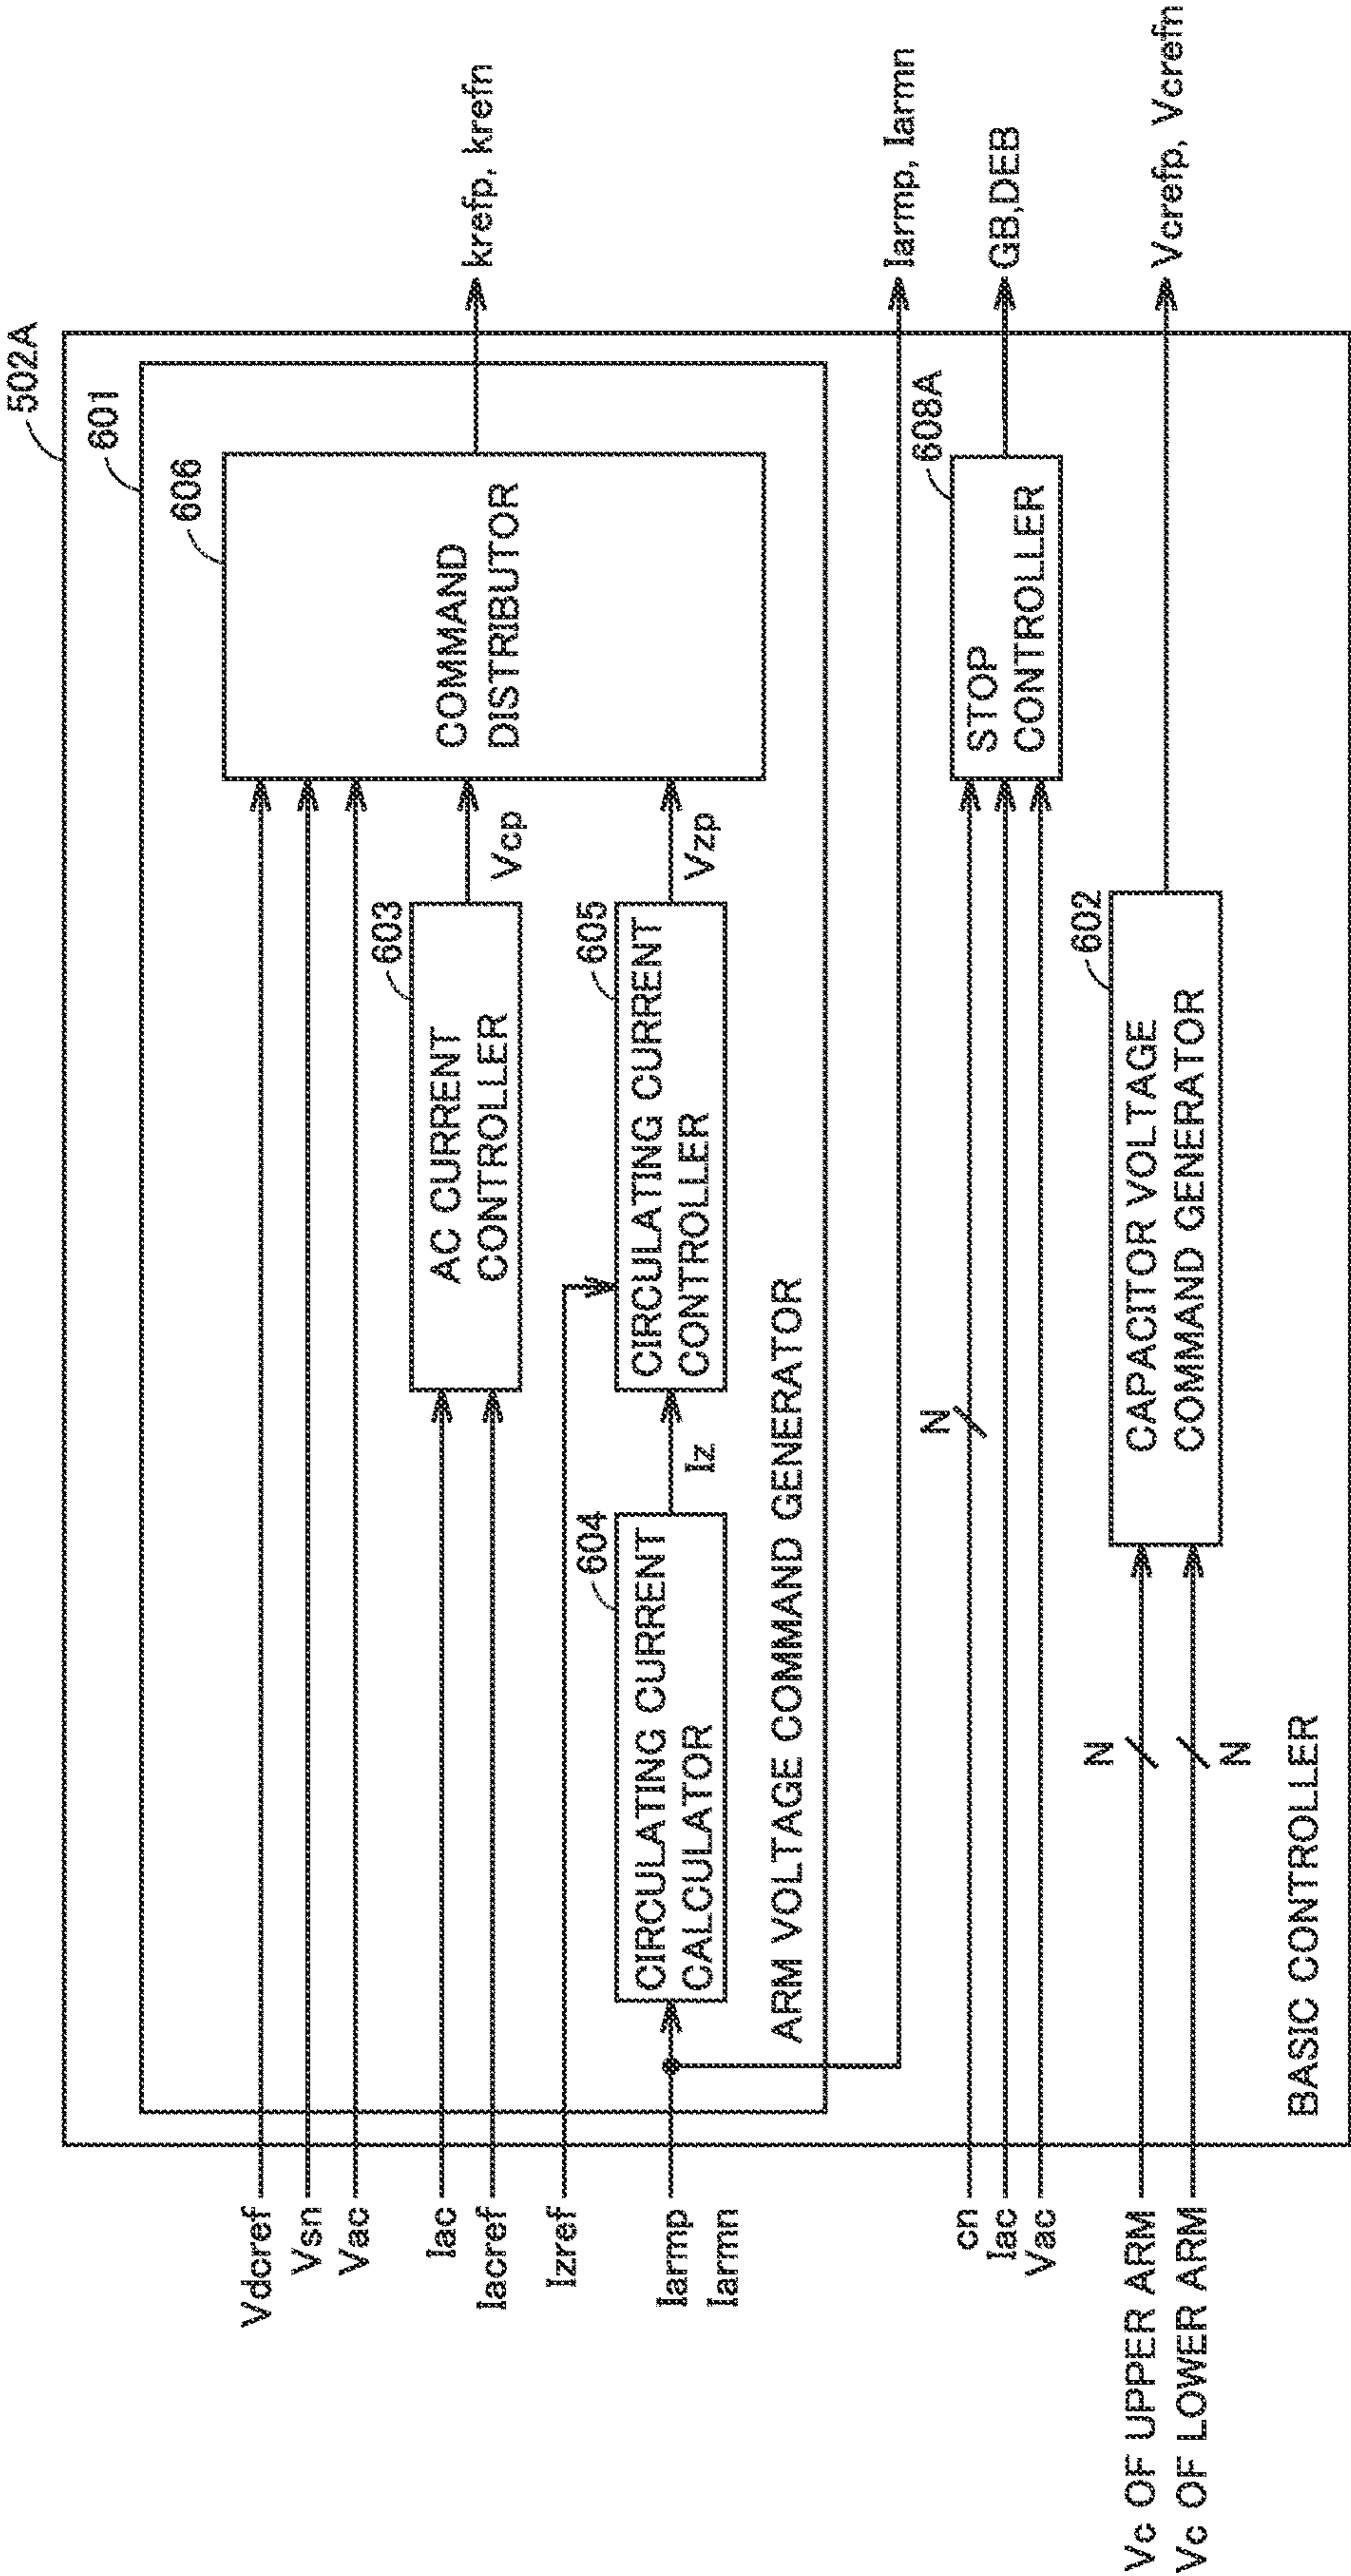 502A
601
606
Vdcref
Vsn
Vac
COMMAND
DISTRIBUTOR
krefp, krefn
603
Iac
Iacref
AC CURRENT
CONTROLLER
Vcp
Izref
604
605
Iarmp
Iarmn
CIRCULATING CURRENT
CALCULATOR
Iz
CIRCULATING CURRENT
CONTROLLER
Vzp
ARM VOLTAGE COMMAND GENERATOR
Iarmp, Iarmn
608A
cn
Iac
Vac
N
STOP
CONTROLLER
GB,DEB
602
Vc OF UPPER ARM
Vc OF LOWER ARM
N
N
CAPACITOR VOLTAGE
COMMAND GENERATOR
Vcrefp, Vcrefn
BASIC CONTROLLER